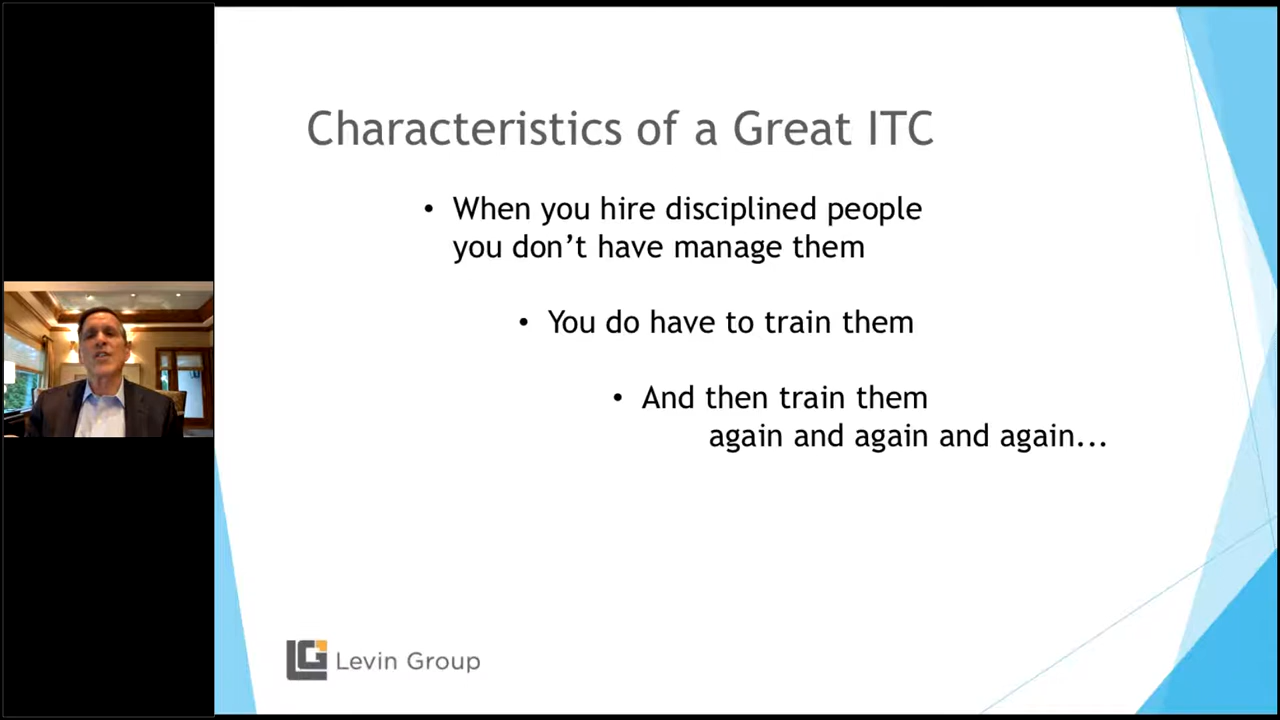 Characteristics of a Great ITC
• When you hire disciplined people
you don’t have manage them
• You do have to train them
• And then train them
again and again and again...
LG Levin Group